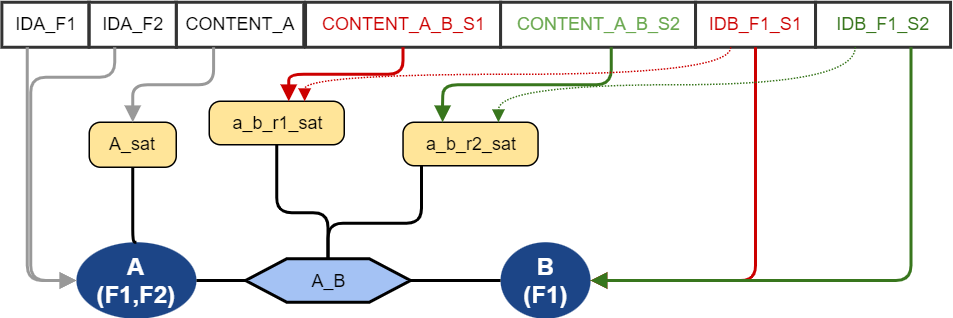 IDA_F1
IDA_F2
CONTENT_A
CONTENT_A_B_S1
CONTENT_A_B_S2
IDB_F1_S1
IDB_F1_S2
a_b_r1_sat
A_sat
a_b_r2_sat
A
(F1,F2)
A_B
B
(F1)